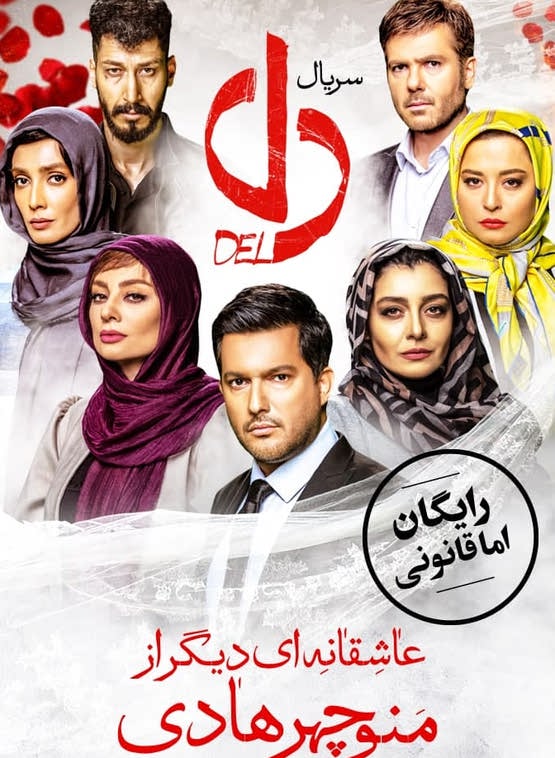 سریال
دل
DEL
رایگان
اما قانونی
عاشقانه‌ای دیگر از
منوچهر هادی